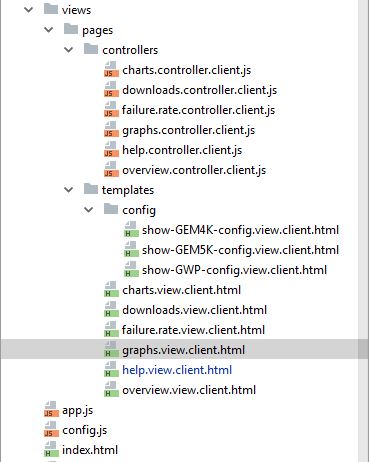 views
pages
controllers
charts.controller.client.js
downloads.controller.client.js
failure.rate.controller.client.js
graphs.controller.client.js
help.controller.client.js
overview.controller.client.js
templates
config
show-GEM4K-config.view.client.html
show-GEM5K-config.view.client.html
show-GWP-config.view.client.html
charts.view.client.html
downloads.view.client.html
failure.rate.view.client.html
graphs.view.client.html
help.view.client.html
overview.view.client.html
app.js
config.js
index.html